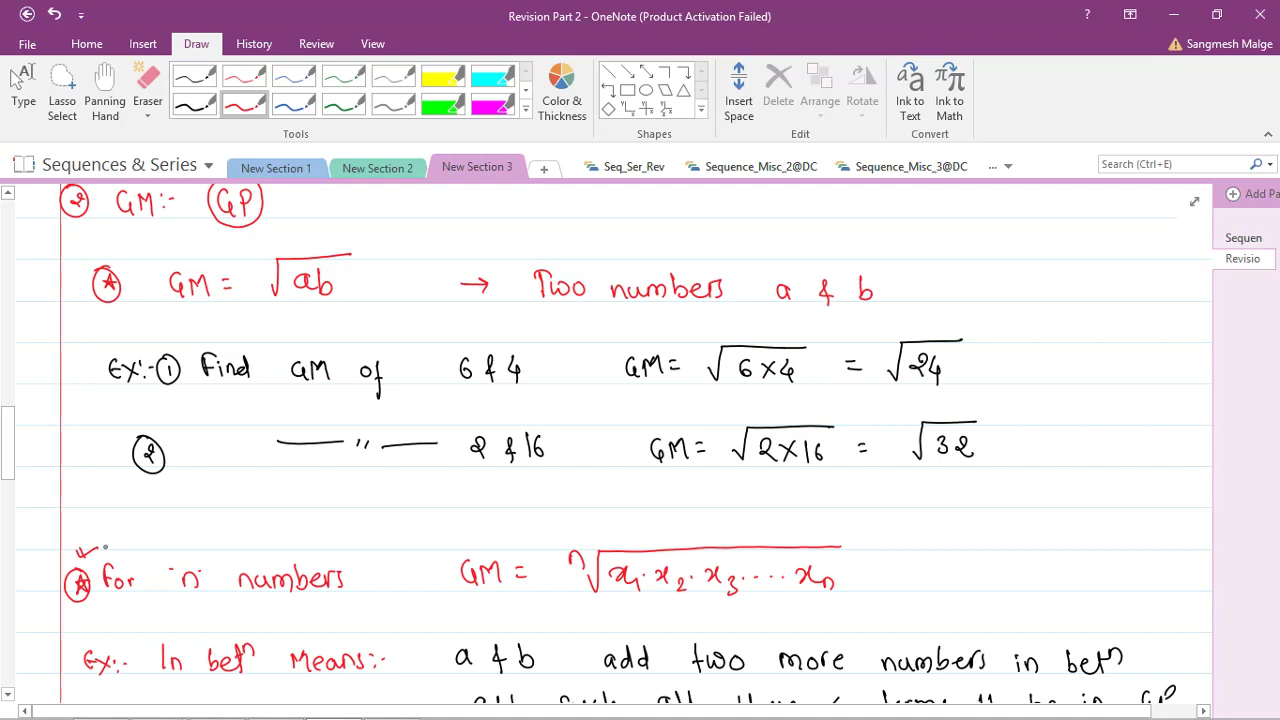 Revision Part 2 - OneNote (Product Activation Failed)
File Home Insert Draw History Review View
Sangmesh Malge
Type Lasso Select Panning Hand Eraser Color & Thickness Insert Space Delete Arrange Rotate Ink to Text Ink to Math
Tools Shapes Edit Convert
Sequences & Series New Section 1 New Section 2 New Section 3 Seq_Ser_Rev Sequence_Misc_2@DC Sequence_Misc_3@DC ... Search (Ctrl+E)
Add Pa
Sequen
Revisio
② GM:- GP
GM = √ab → Two numbers a & b
Ex:- ① Find GM of 6 & 4 GM = √6×4 = √24
② —— " —— 2 & 16 GM = √2×16 = √32
For 'n' numbers GM = ⁿ√x₁·x₂·x₃....xₙ
Ex:- In betⁿ Means:- a & b add two more numbers in betⁿ